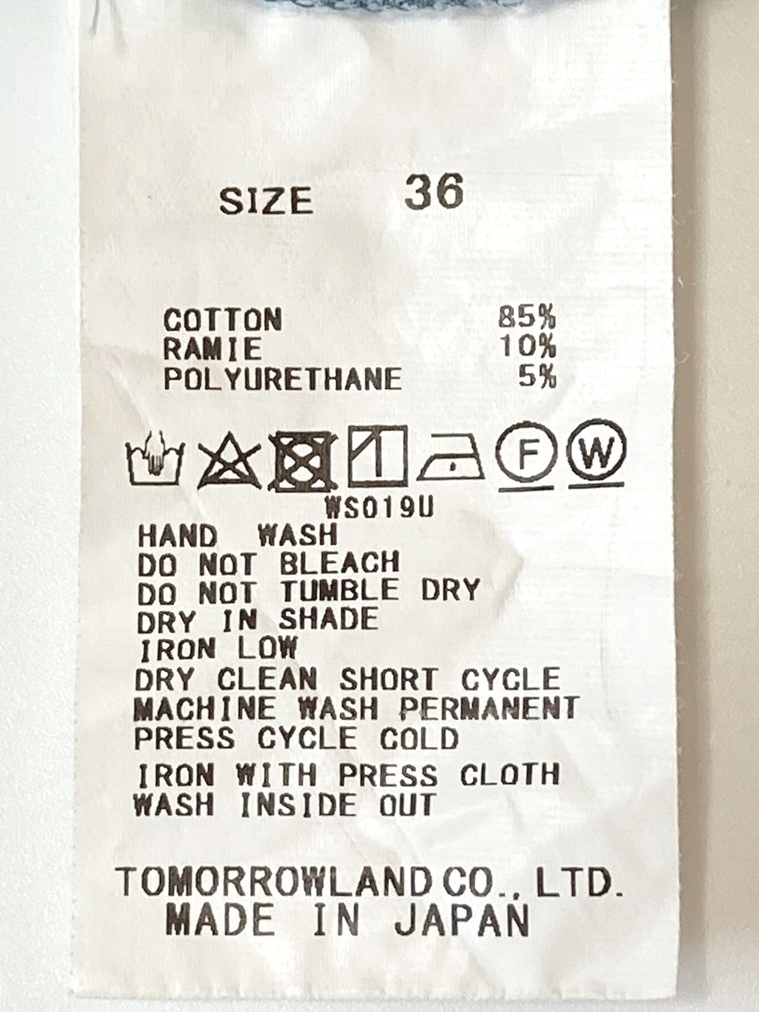 SIZE 36
COTTON 85%
RAMIE 10%
POLYURETHANE 5%
F W
WS019U
HAND WASH
DO NOT BLEACH
DO NOT TUMBLE DRY
DRY IN SHADE
IRON LOW
DRY CLEAN SHORT CYCLE
MACHINE WASH PERMANENT
PRESS CYCLE COLD
IRON WITH PRESS CLOTH
WASH INSIDE OUT
TOMORROWLAND CO., LTD.
MADE IN JAPAN